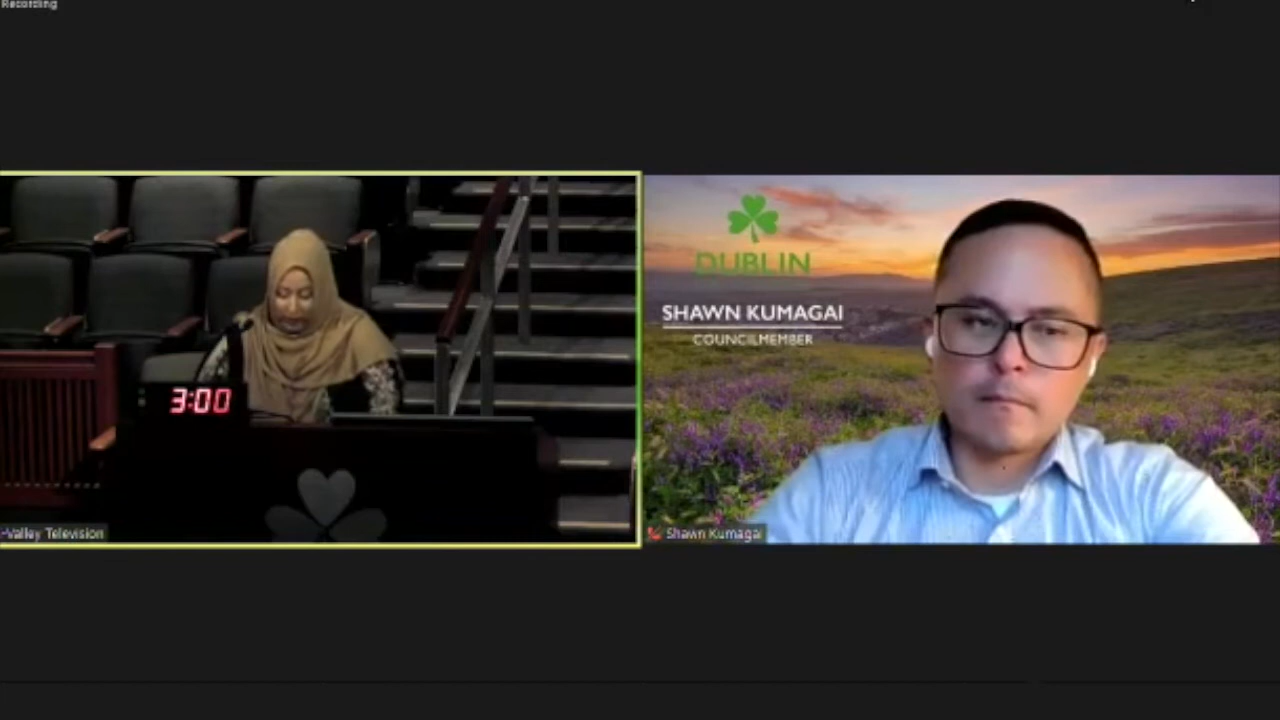 Recording
3:00
-Valley Television
DUBLIN
SHAWN KUMAGAI
COUNCILMEMBER
Shawn Kumagai